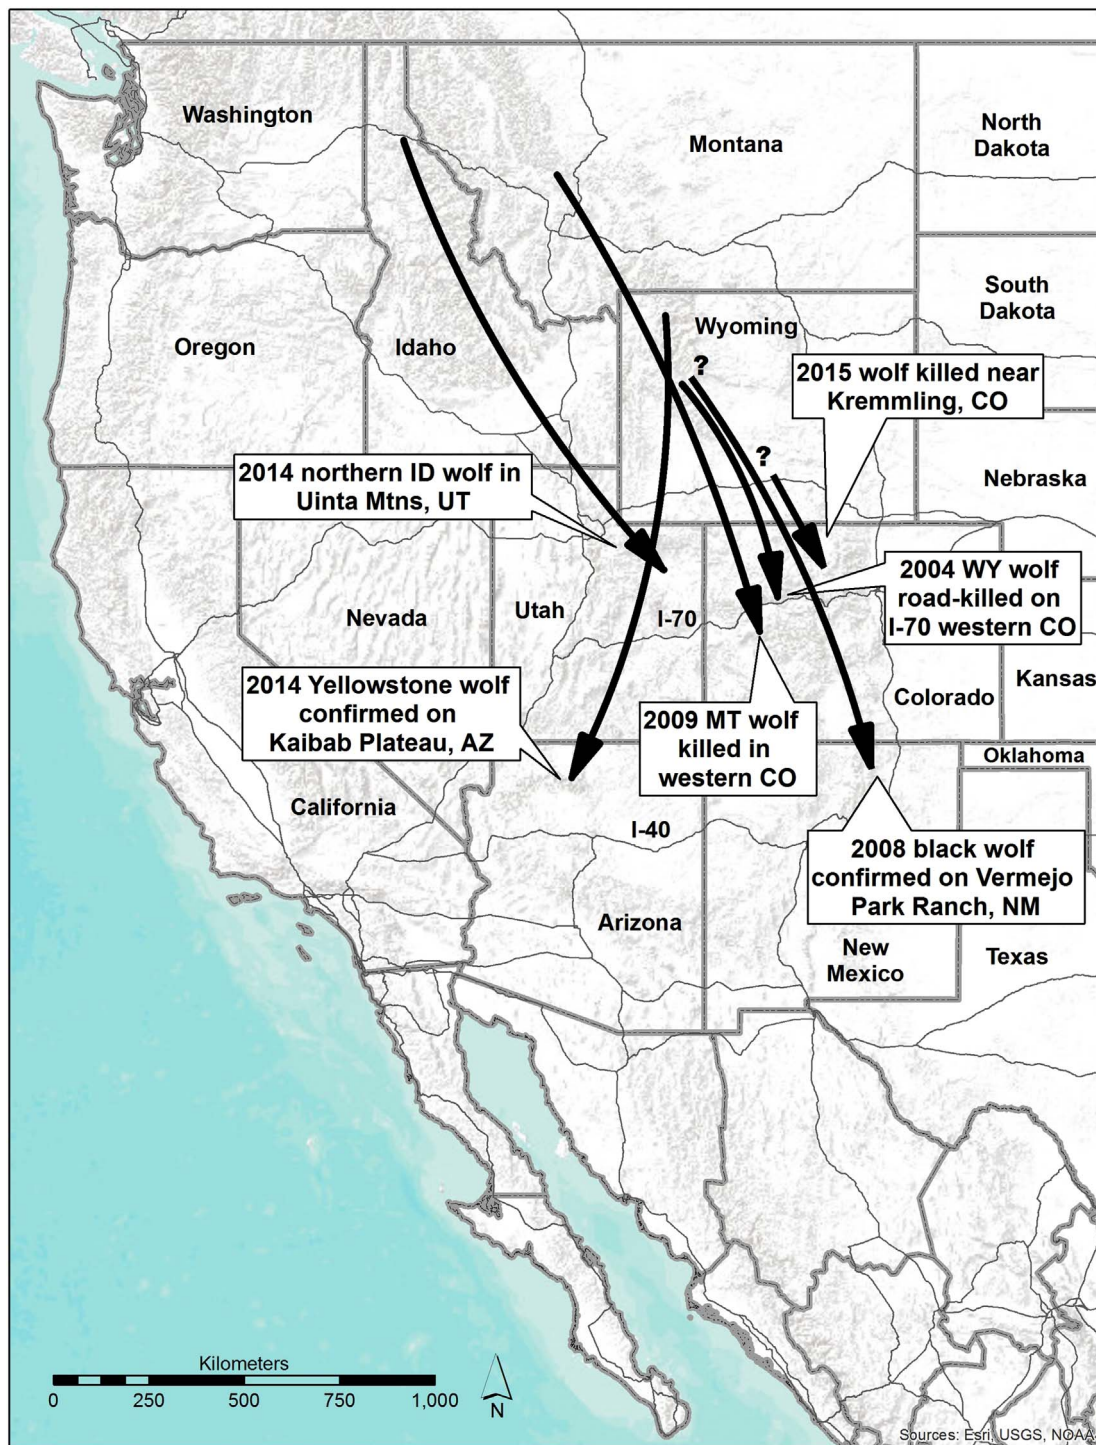 Washington
Montana
North
Dakota
South
Dakota
Oregon
Idaho
Wyoming
?
2015 wolf killed near
Kremmling, CO
?
2014 northern ID wolf in
Uinta Mtns, UT
Nebraska
2004 WY wolf
road-killed on
I-70 western CO
Nevada
Utah
I-70
2014 Yellowstone wolf
confirmed on
Kaibab Plateau, AZ
2009 MT wolf
killed in
western CO
Colorado
Kansas
Oklahoma
California
I-40
2008 black wolf
confirmed on Vermejo
Park Ranch, NM
Arizona
New
Mexico
Texas
Kilometers
0 250 500 750 1,000
N
Sources: Esri, USGS, NOAA